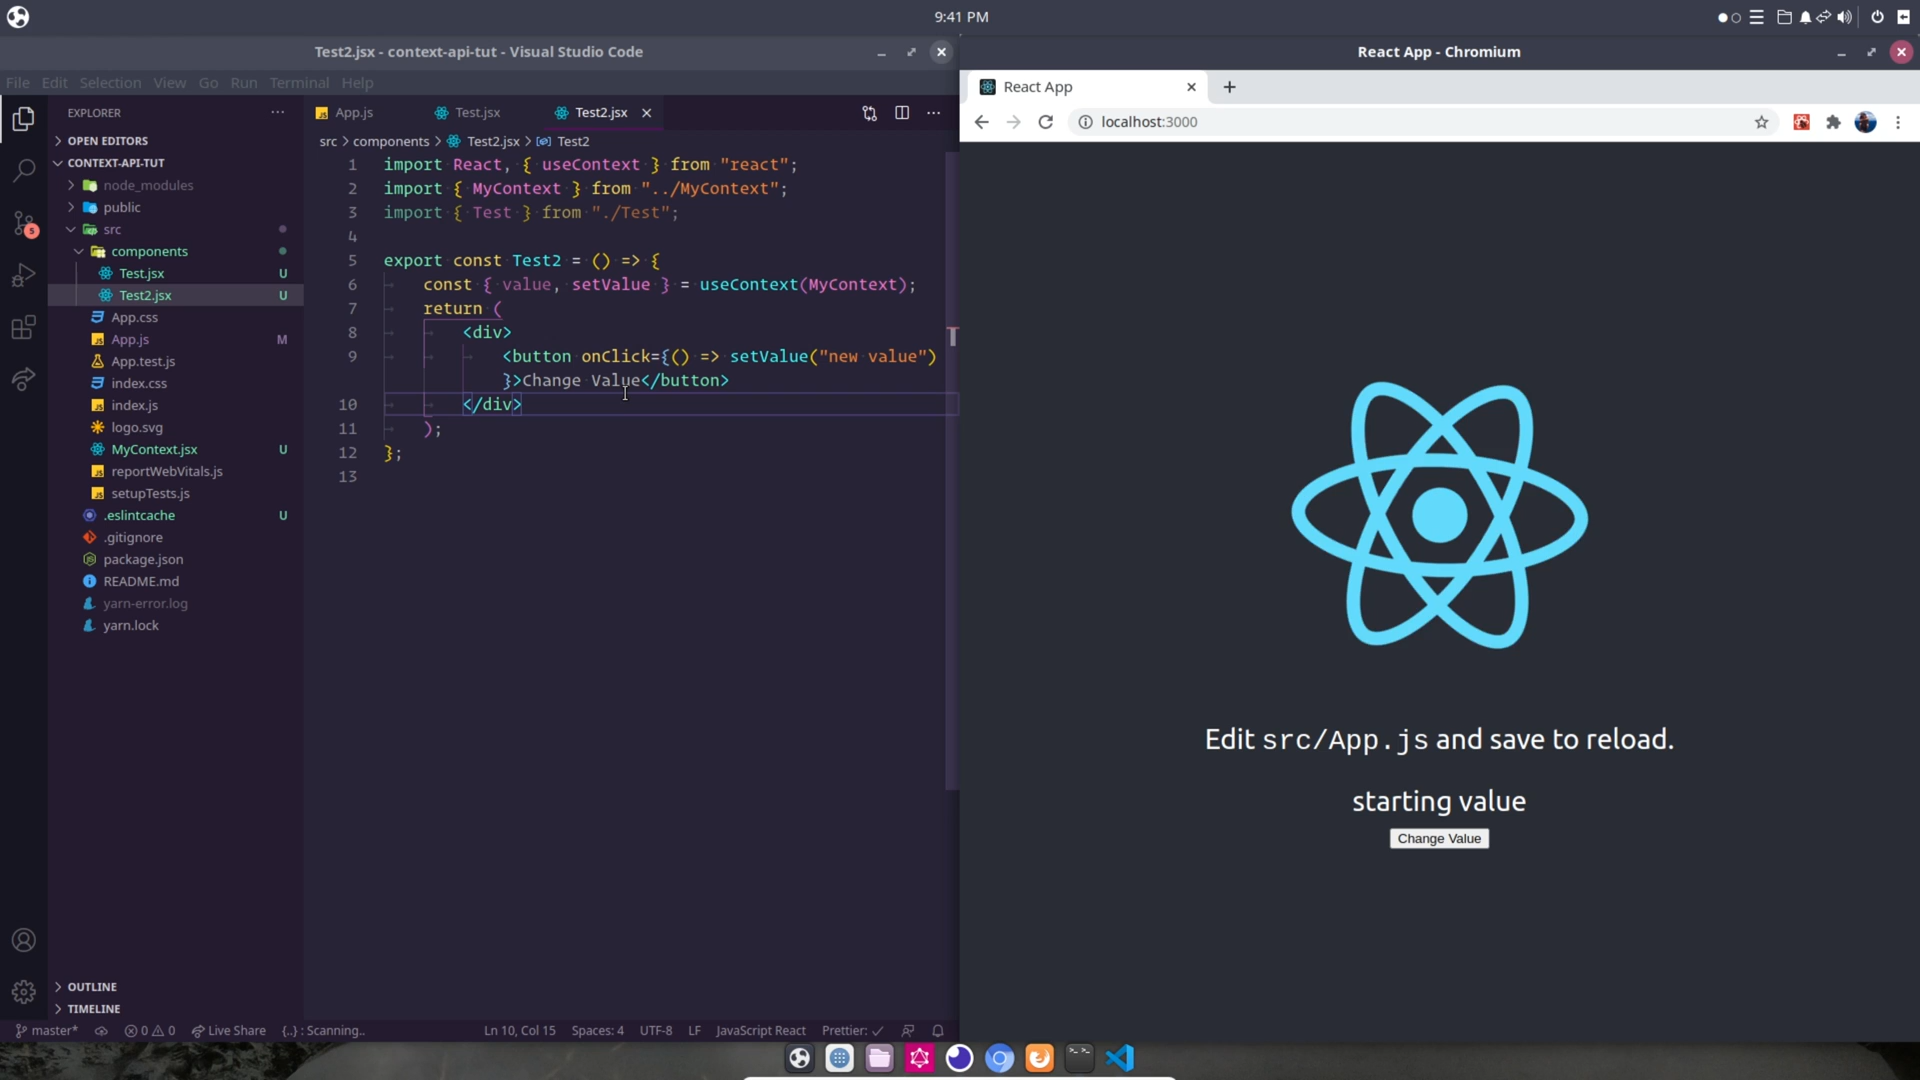 9:41 PM
Test2.jsx - context-api-tut - Visual Studio Code
File Edit Selection View Go Run Terminal Help
EXPLORER
OPEN EDITORS
CONTEXT-API-TUT
node_modules
public
src
components
Test.jsx U
Test2.jsx U
App.css
App.js M
App.test.js
index.css
index.js
logo.svg
MyContext.jsx U
reportWebVitals.js
setupTests.js
.eslintcache U
.gitignore
package.json
README.md
yarn-error.log
yarn.lock
OUTLINE
TIMELINE
5
App.js Test.jsx Test2.jsx
src > components > Test2.jsx > Test2
1 import React, { useContext } from "react";
2 import { MyContext } from "../MyContext";
3 import { Test } from "./Test";
4
5 export const Test2 = () => {
6 const { value, setValue } = useContext(MyContext);
7 return (
8 <div>
9 <button onClick={() => setValue("new value")
}>Change Value</button>
10 </div>
11 );
12 };
13
master* 0 0 Live Share {..} : Scanning.. Ln 10, Col 15 Spaces: 4 UTF-8 LF JavaScript React Prettier: ✓
React App - Chromium
React App
localhost:3000
Edit src/App.js and save to reload.
starting value
Change Value